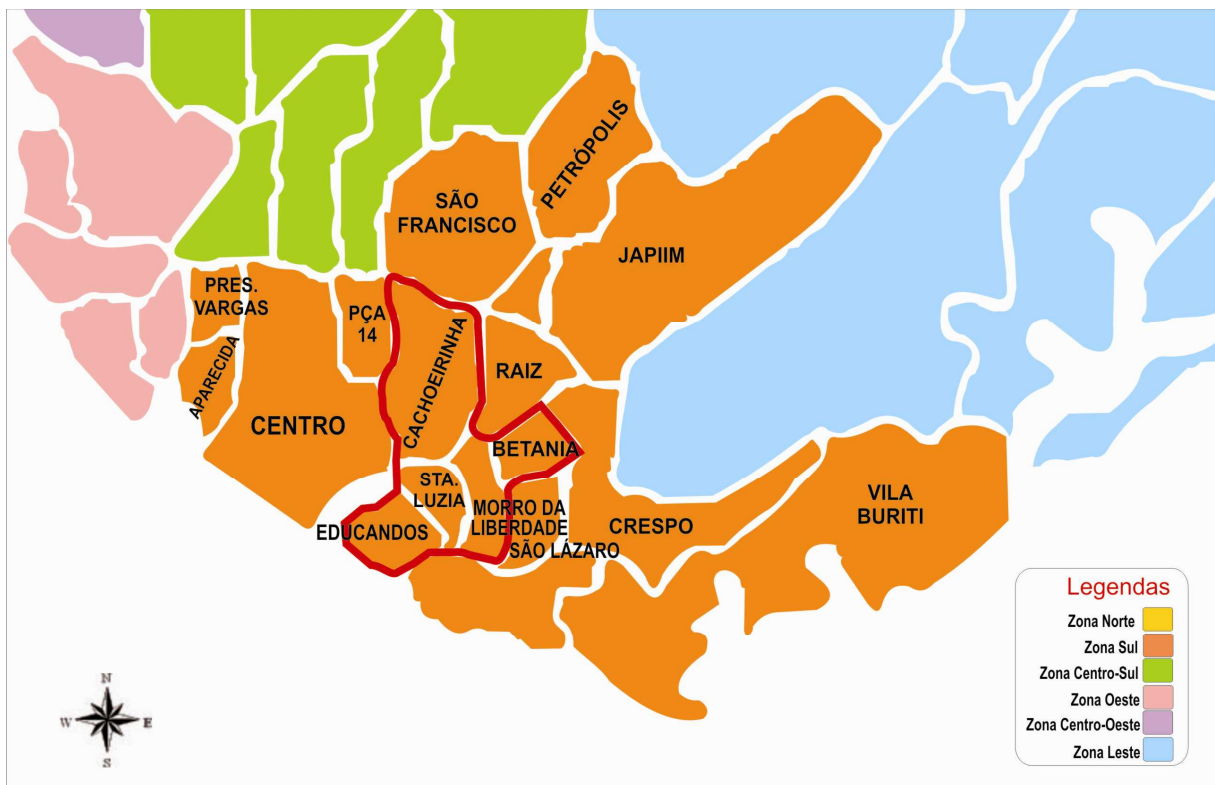 PETRÓPOLIS
SÃO
FRANCISCO
JAPIIM
PRES.
VARGAS
PÇA
14
CACHOEIRINHA
APARECIDA
RAIZ
CENTRO
BETANIA
STA.
LUZIA
VILA
BURITI
MORRO DA
LIBERDADE
EDUCANDOS
CRESPO
SÃO LÁZARO
Legendas
Zona Norte
Zona Sul
Zona Centro-Sul
Zona Oeste
Zona Centro-Oeste
Zona Leste
N
W
E
S